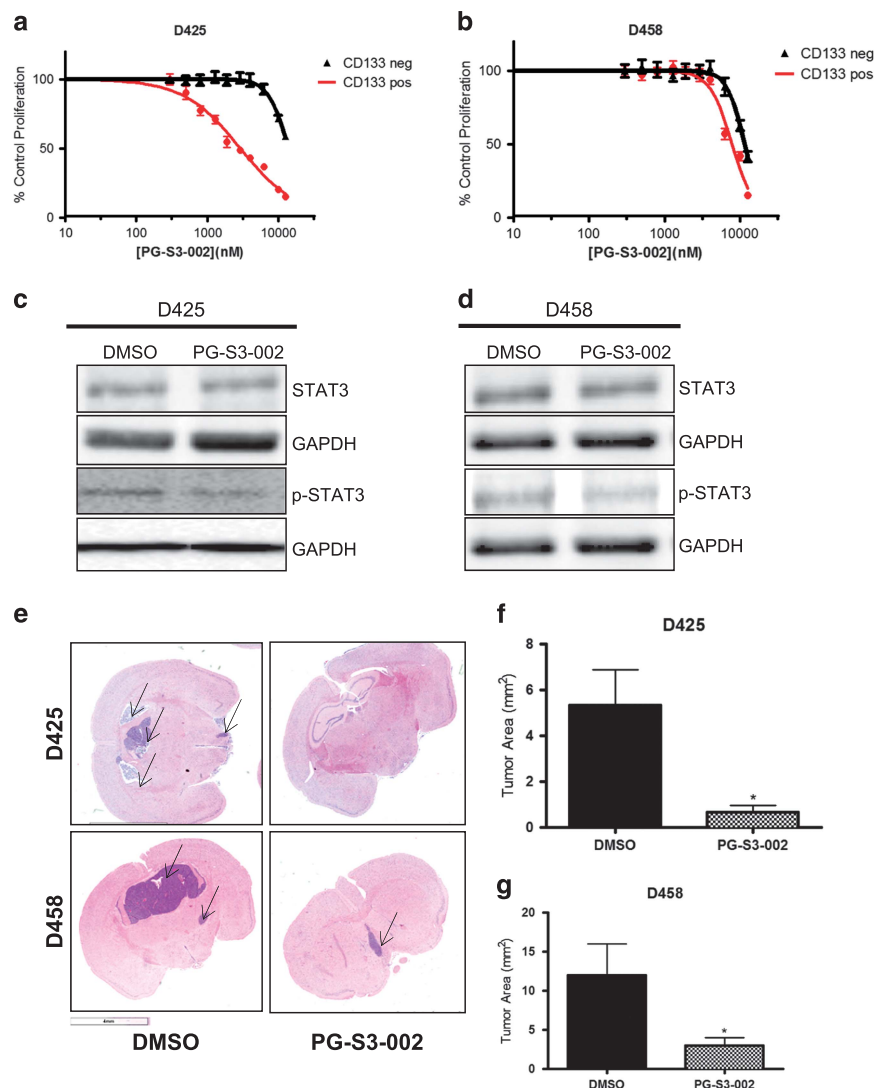 a
D425
% Control Proliferation
100
50
0
10
100
1000
10000
[PG-S3-002](nM)
CD133 neg
CD133 pos
b
D458
% Control Proliferation
100
50
0
10
100
1000
10000
[PG-S3-002](nM)
CD133 neg
CD133 pos
c
D425
DMSO PG-S3-002
STAT3
GAPDH
p-STAT3
GAPDH
d
D458
DMSO PG-S3-002
STAT3
GAPDH
p-STAT3
GAPDH
e
D425
D458
4mm
DMSO
PG-S3-002
f
D425
Tumor Area (mm²)
8
6
4
2
0
*
DMSO
PG-S3-002
g
D458
Tumor Area (mm²)
20
15
10
5
0
*
DMSO
PG-S3-002